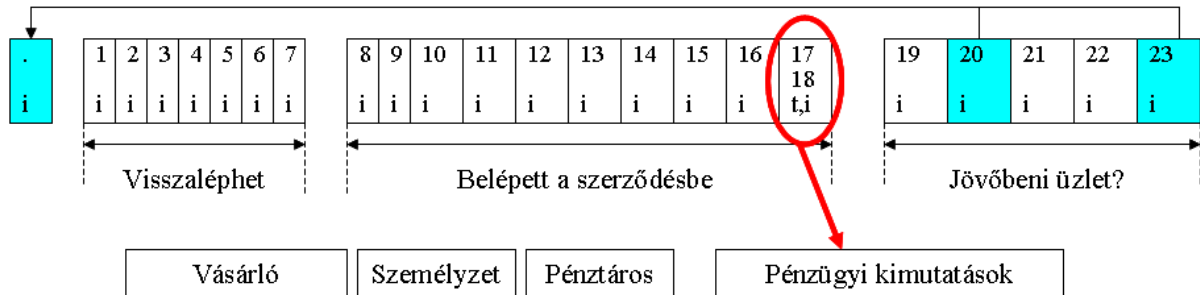 . 1 2 3 4 5 6 7 8 9 10 11 12 13 14 15 16 17 19 20 21 22 23
18
i i i i i i i i i i i i i i i i i t,i i i i i i
Visszaléphet Belépett a szerződésbe Jövőbeni üzlet?
Vásárló Személyzet Pénztáros Pénzügyi kimutatások